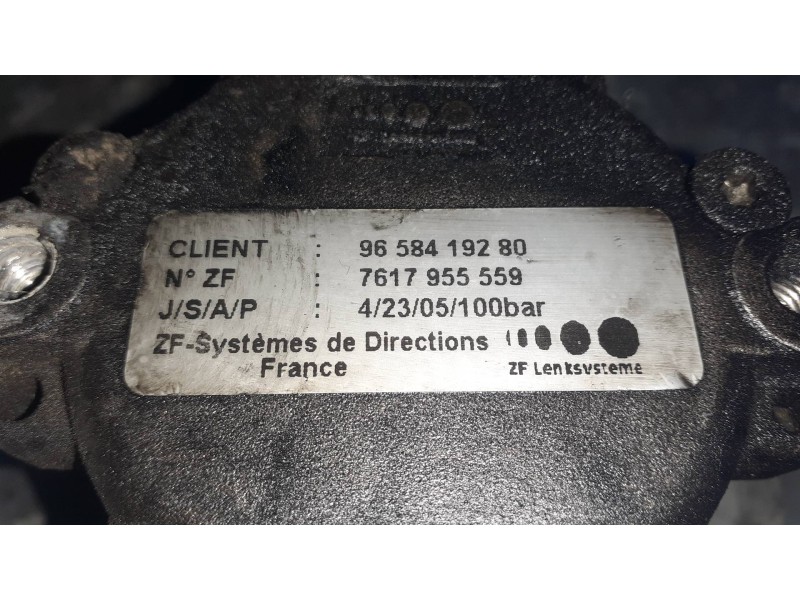 CLIENT : 96 584 192 80
N° ZF : 7617 955 559
J/S/A/P : 4/23/05/100bar
ZF-Systèmes de Directions
France
ZF Lenksysteme